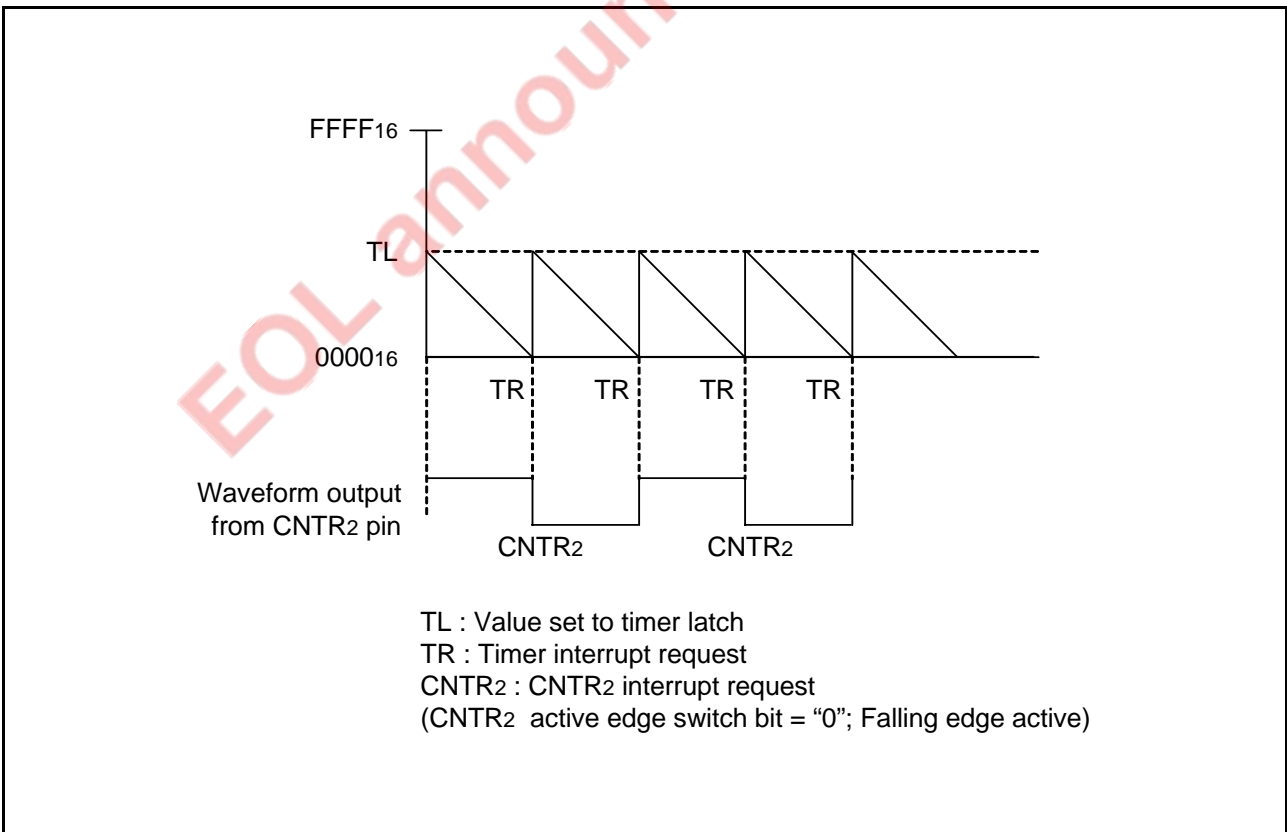 EOL announ
FFFF16
TL
000016
TR TR TR TR
Waveform output
from CNTR2 pin
CNTR2 CNTR2
TL : Value set to timer latch
TR : Timer interrupt request
CNTR2 : CNTR2 interrupt request
(CNTR2 active edge switch bit = “0”; Falling edge active)